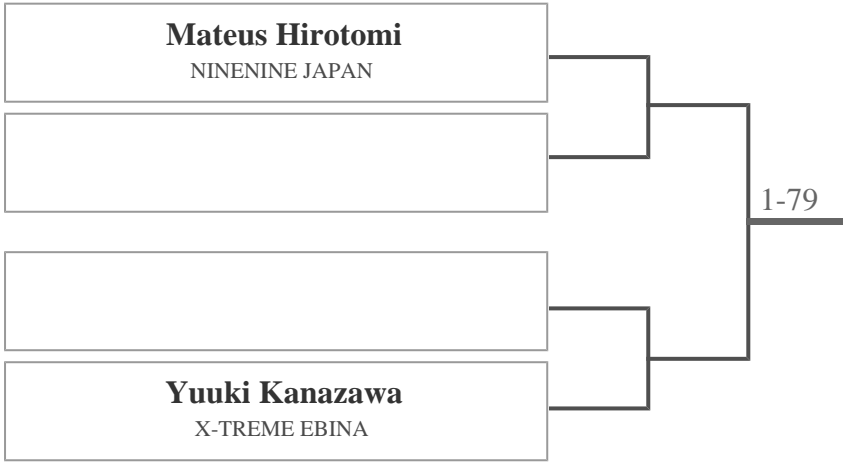 Mateus Hirotomi
NINENINE JAPAN
1-79
Yuuki Kanazawa
X-TREME EBINA